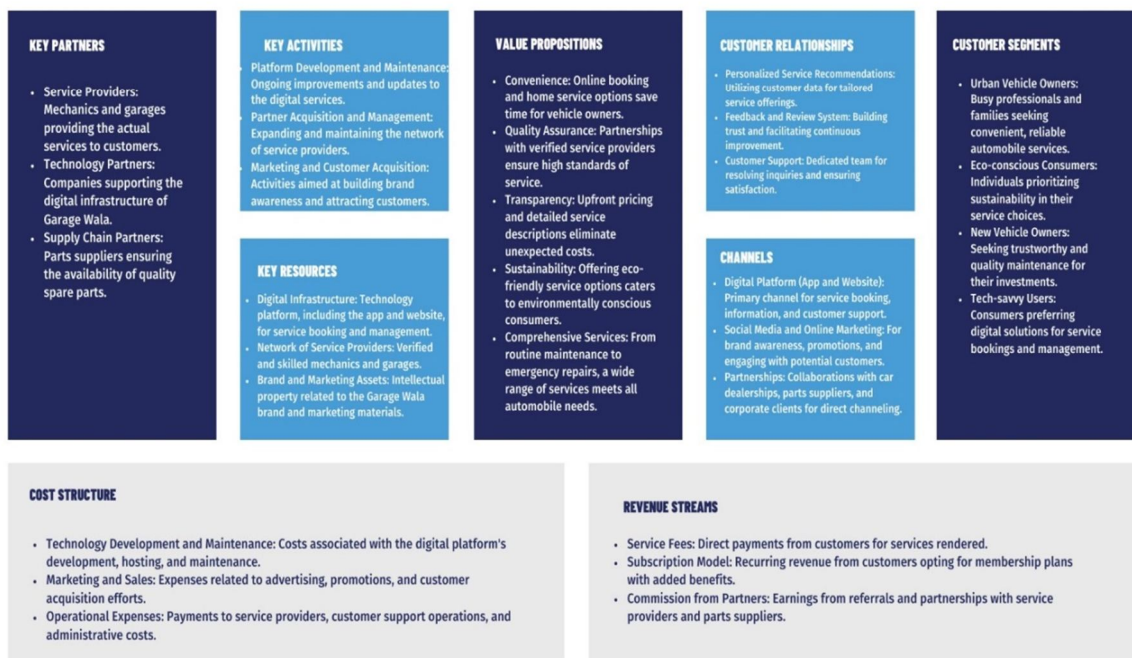 KEY PARTNERS
• Service Providers:
Mechanics and garages
providing the actual
services to customers.
• Technology Partners:
Companies supporting the
digital infrastructure of
Garage Wala.
• Supply Chain Partners:
Parts suppliers ensuring
the availability of quality
spare parts.
KEY ACTIVITIES
• Platform Development and Maintenance:
Ongoing improvements and updates to
the digital services.
• Partner Acquisition and Management:
Expanding and maintaining the network
of service providers.
• Marketing and Customer Acquisition:
Activities aimed at building brand
awareness and attracting customers.
KEY RESOURCES
• Digital Infrastructure: Technology
platform, including the app and website,
for service booking and management.
• Network of Service Providers: Verified
and skilled mechanics and garages.
• Brand and Marketing Assets: Intellectual
property related to the Garage Wala
brand and marketing materials.
VALUE PROPOSITIONS
• Convenience: Online booking
and home service options save
time for vehicle owners.
• Quality Assurance: Partnerships
with verified service providers
ensure high standards of
service.
• Transparency: Upfront pricing
and detailed service
descriptions eliminate
unexpected costs.
• Sustainability: Offering eco-
friendly service options caters
to environmentally conscious
consumers.
• Comprehensive Services: From
routine maintenance to
emergency repairs, a wide
range of services meets all
automobile needs.
CUSTOMER RELATIONSHIPS
• Personalized Service Recommendations:
Utilizing customer data for tailored
service offerings.
• Feedback and Review System: Building
trust and facilitating continuous
improvement.
• Customer Support: Dedicated team for
resolving inquiries and ensuring
satisfaction.
CHANNELS
• Digital Platform (App and Website):
Primary channel for service booking,
information, and customer support.
• Social Media and Online Marketing: For
brand awareness, promotions, and
engaging with potential customers.
• Partnerships: Collaborations with car
dealerships, parts suppliers, and
corporate clients for direct channeling.
CUSTOMER SEGMENTS
• Urban Vehicle Owners:
Busy professionals and
families seeking
convenient, reliable
automobile services.
• Eco-conscious Consumers:
Individuals prioritizing
sustainability in their
service choices.
• New Vehicle Owners:
Seeking trustworthy and
quality maintenance for
their investments.
• Tech-savvy Users:
Consumers preferring
digital solutions for service
bookings and management.
COST STRUCTURE
• Technology Development and Maintenance: Costs associated with the digital platform's
development, hosting, and maintenance.
• Marketing and Sales: Expenses related to advertising, promotions, and customer
acquisition efforts.
• Operational Expenses: Payments to service providers, customer support operations, and
administrative costs.
REVENUE STREAMS
• Service Fees: Direct payments from customers for services rendered.
• Subscription Model: Recurring revenue from customers opting for membership plans
with added benefits.
• Commission from Partners: Earnings from referrals and partnerships with service
providers and parts suppliers.